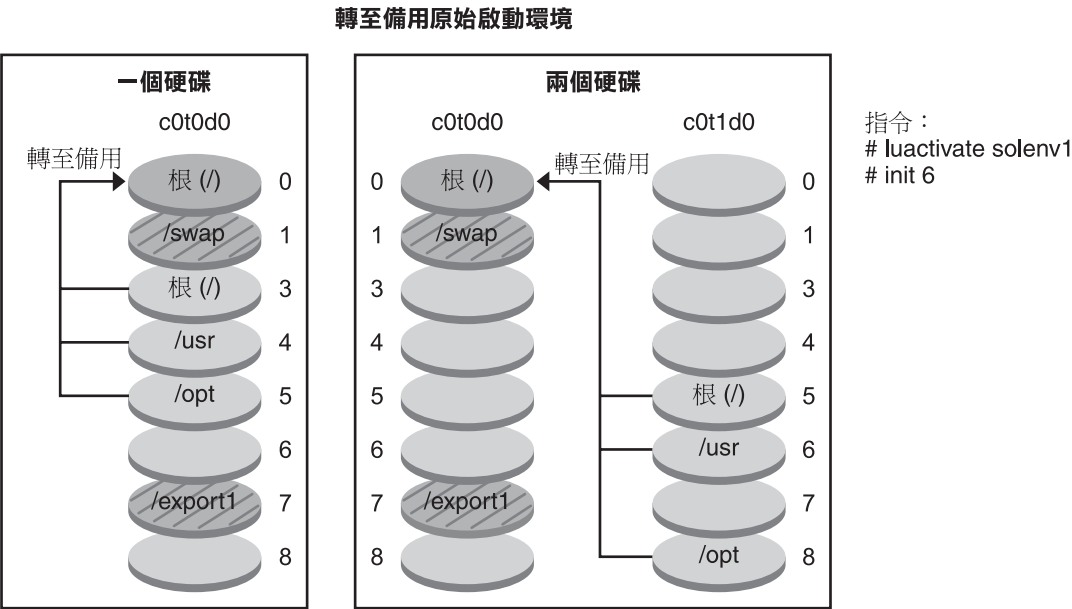 轉至備用原始啟動環境
一個硬碟
c0t0d0
轉至備用
根 (/) 0
/swap 1
根 (/) 3
/usr 4
/opt 5
6
/export1 7
8
兩個硬碟
c0t0d0 c0t1d0
轉至備用
0 根 (/) 0
1 /swap 1
3 3
4 4
5 根 (/) 5
6 /usr 6
7 /export1 7
8 /opt 8
指令：
# luactivate solenv1
# init 6